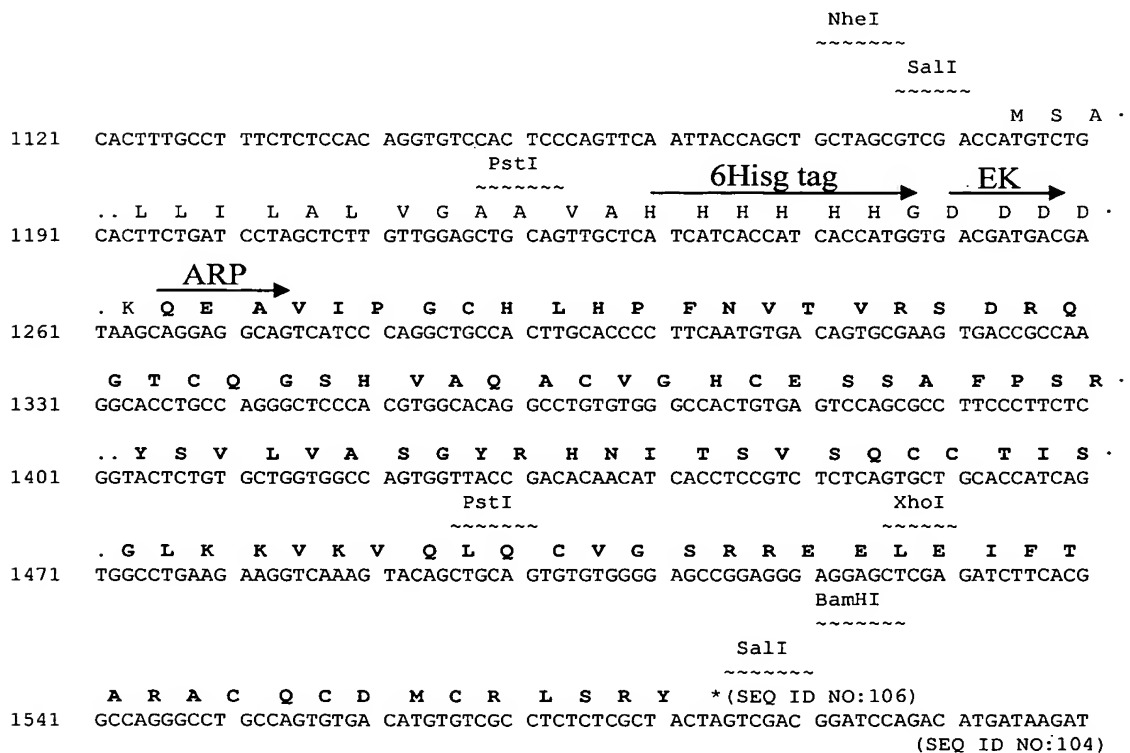 NheI
~~~~~~~
SalI
~~~~~~
M S A ·
1121 CACTTTGCCT TTCTCTCCAC AGGTGTCCAC TCCCAGTTCA ATTACCAGCT GCTAGCGTCG ACCATGTCTG
PstI
~~~~~~~
6Hisg tag EK
.. L L I L A L V G A A V A H H H H H H G D D D D ·
1191 CACTTCTGAT CCTAGCTCTT GTTGGAGCTG CAGTTGCTCA TCATCACCAT CACCATGGTG ACGATGACGA
ARP
. K Q E A V I P G C H L H P F N V T V R S D R Q
1261 TAAGCAGGAG GCAGTCATCC CAGGCTGCCA CTTGCACCCC TTCAATGTGA CAGTGCGAAG TGACCGCCAA
G T C Q G S H V A Q A C V G H C E S S A F P S R ·
1331 GGCACCTGCC AGGGCTCCCA CGTGGCACAG GCCTGTGTGG GCCACTGTGA GTCCAGCGCC TTCCCTTCTC
.. Y S V L V A S G Y R H N I T S V S Q C C T I S ·
1401 GGTACTCTGT GCTGGTGGCC AGTGGTTACC GACACAACAT CACCTCCGTC TCTCAGTGCT GCACCATCAG
PstI XhoI
~~~~~~~ ~~~~~~
. G L K K V K V Q L Q C V G S R R E E L E I F T
1471 TGGCCTGAAG AAGGTCAAAG TACAGCTGCA GTGTGTGGGG AGCCGGAGGG AGGAGCTCGA GATCTTCACG
BamHI
~~~~~~~
SalI
~~~~~~~
A R A C Q C D M C R L S R Y *(SEQ ID NO:106)
1541 GCCAGGGCCT GCCAGTGTGA CATGTGTCGC CTCTCTCGCT ACTAGTCGAC GGATCCAGAC ATGATAAGAT
(SEQ ID NO:104)